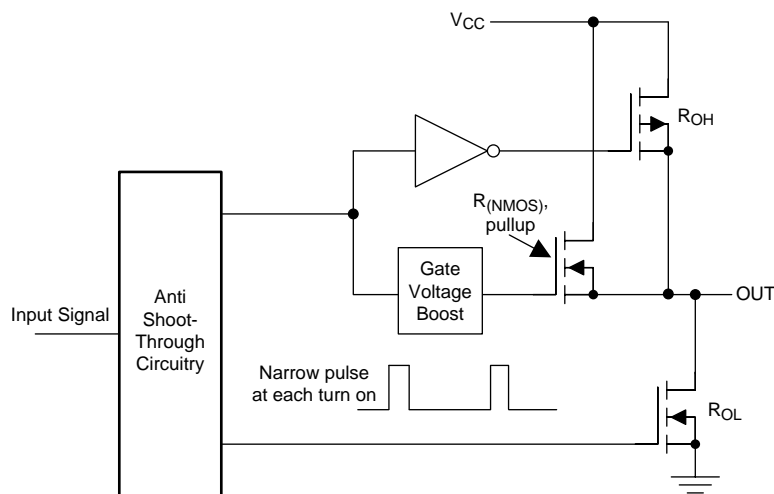 VCC
ROH
R(NMOS),
pullup
Gate
Voltage
Boost
OUT
Input Signal
Anti
Shoot-
Through
Circuitry
Narrow pulse
at each turn on
ROL